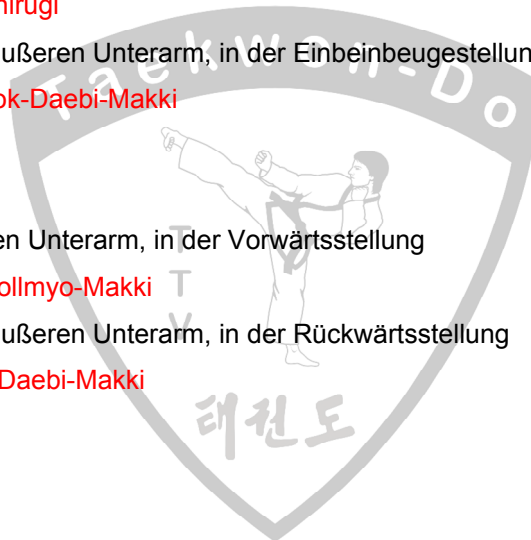 hirugi
ußeren Unterarm, in der Einbeinbeugestellun
Taekwon-Do
ok-Daebi-Makki
en Unterarm, in der Vorwärtsstellung
ollmyo-Makki
T
T
V
ußeren Unterarm, in der Rückwärtsstellung
Daebi-Makki
태권도